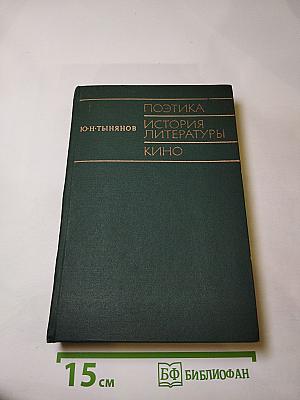 ПОЭТИКА
Ю·Н·ТЫНЯНОВ
ИСТОРИЯ
ЛИТЕРАТУРЫ
КИНО
15 см
БФ БИБЛИОФАН